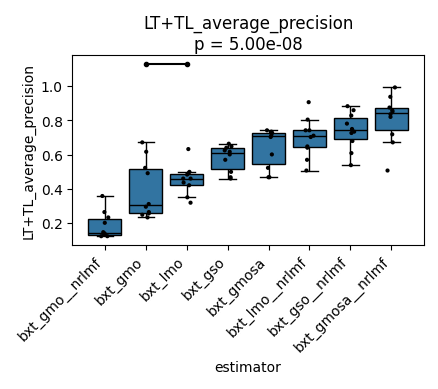 LT+TL_average_precision
p = 5.00e-08
LT+TL_average_precision
1.0
0.8
0.6
0.4
0.2
bxt_gmo__nrlmf
bxt_gmo
bxt_lmo
bxt_gso
bxt_gmosa
bxt_lmo__nrlmf
bxt_gso__nrlmf
bxt_gmosa__nrlmf
estimator